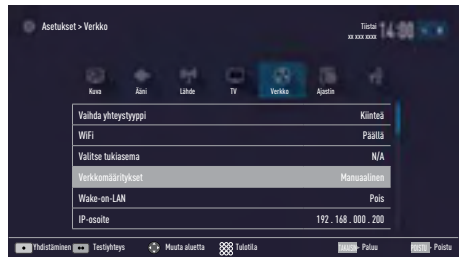 Asetukset > Verkko
Tiistai
xx xxx xxxx
14:00
Kuva Ääni Lähde TV Verkko Ajastin
Vaihda yhteystyyppi Kiinteä
WiFi Päällä
Valitse tukiasema N/A
Verkkomääritykset Manuaalinen
Wake-on-LAN Pois
IP-osoite 192 . 168 . 000 . 200
Yhdistäminen Testiyhteys Muuta aluetta Tulotila TAKAISIN- Paluu POISTU - Poistu